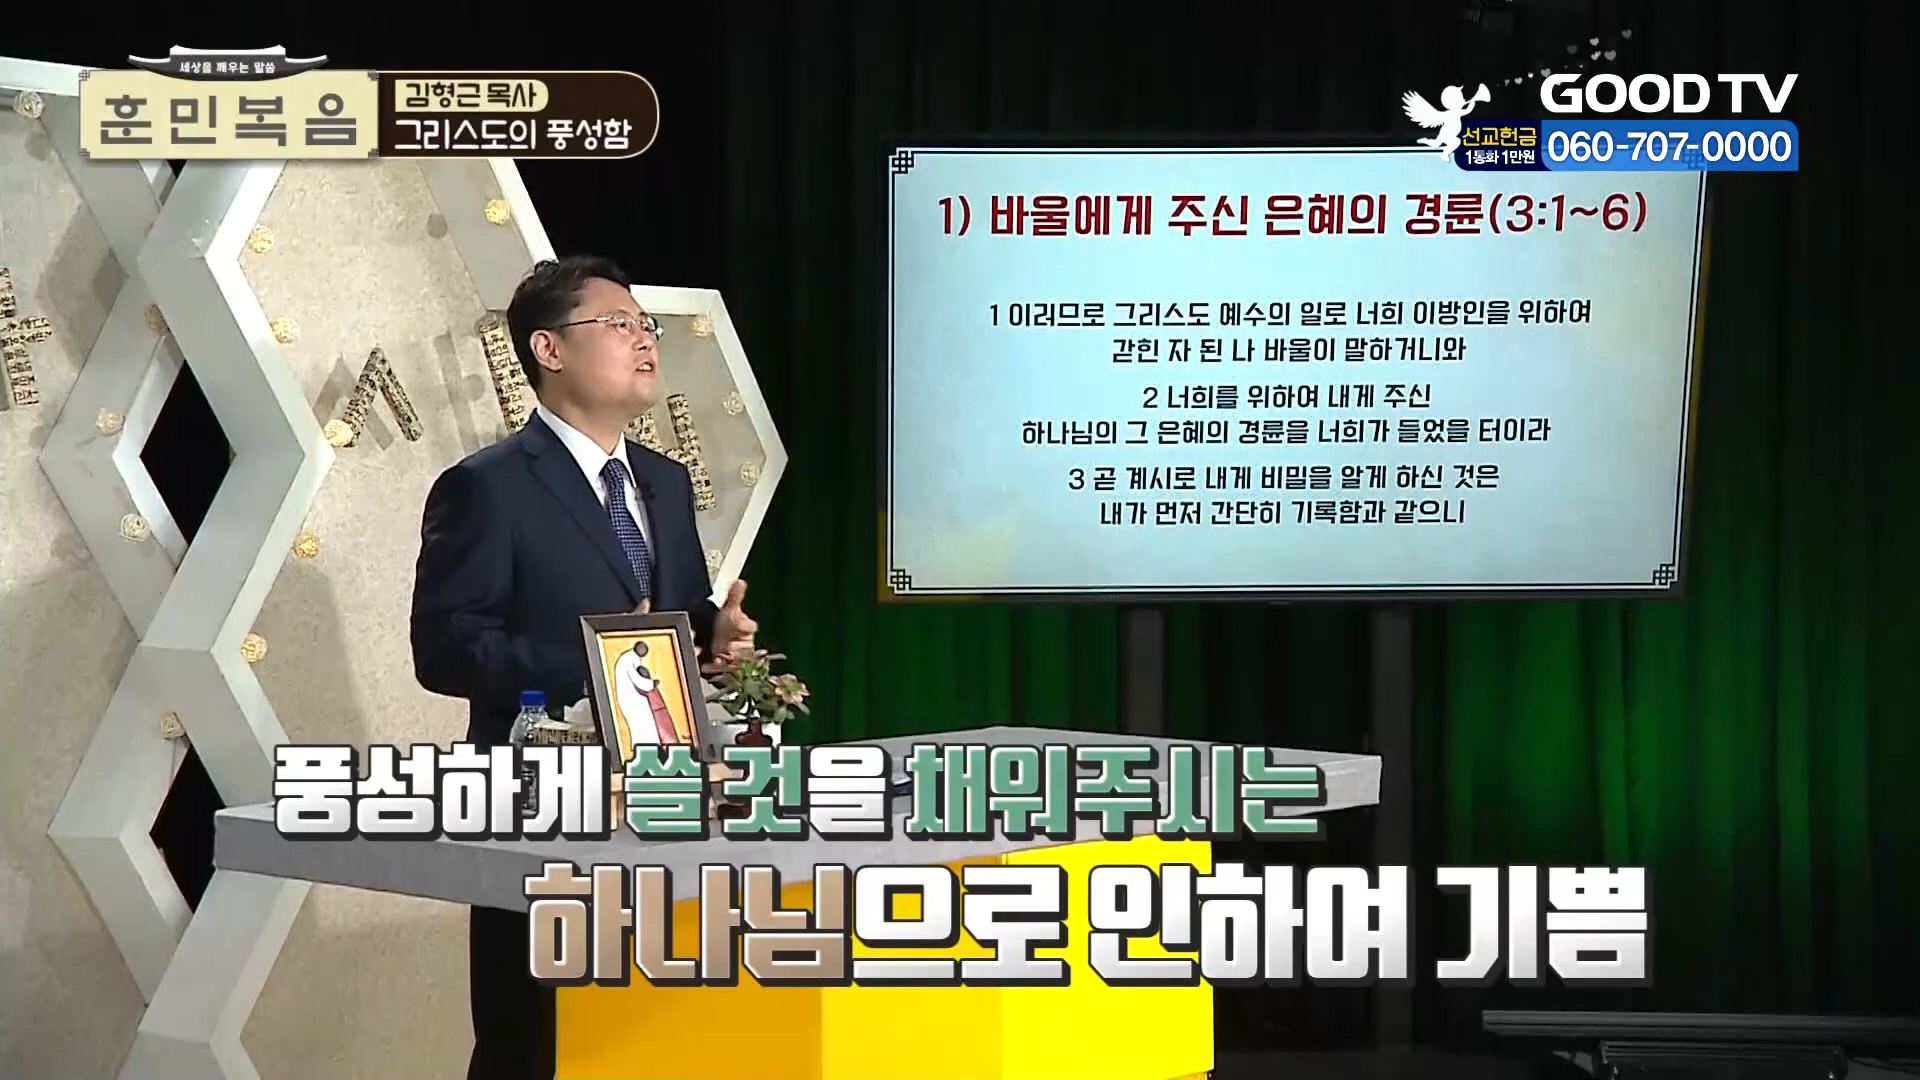 세상을 깨우는 말씀
훈민복음
김형근 목사
그리스도의 풍성함
GOODTV
선교헌금
1통화 1만원
060-707-0000
1) 바울에게 주신 은혜의 경륜(3:1~6)
1 이러므로 그리스도 예수의 일로 너희 이방인을 위하여
갇힌 자 된 나 바울이 말하거니와
2 너희를 위하여 내게 주신
하나님의 그 은혜의 경륜을 너희가 들었을 터이라
3 곧 계시로 내게 비밀을 알게 하신 것은
내가 먼저 간단히 기록함과 같으니
풍성하게 쓸 것을 채워주시는
하나님으로 인하여 기쁨